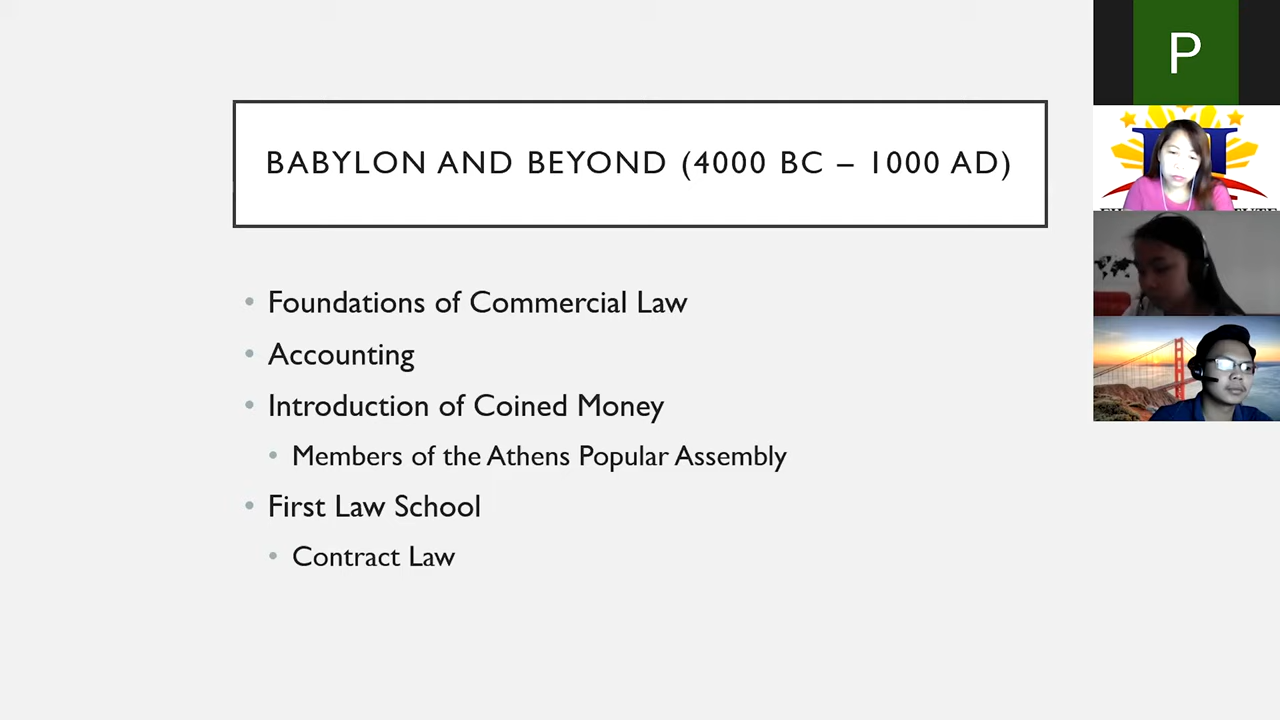 BABYLON AND BEYOND (4000 BC – 1000 AD)
• Foundations of Commercial Law
• Accounting
• Introduction of Coined Money
• Members of the Athens Popular Assembly
• First Law School
• Contract Law
P